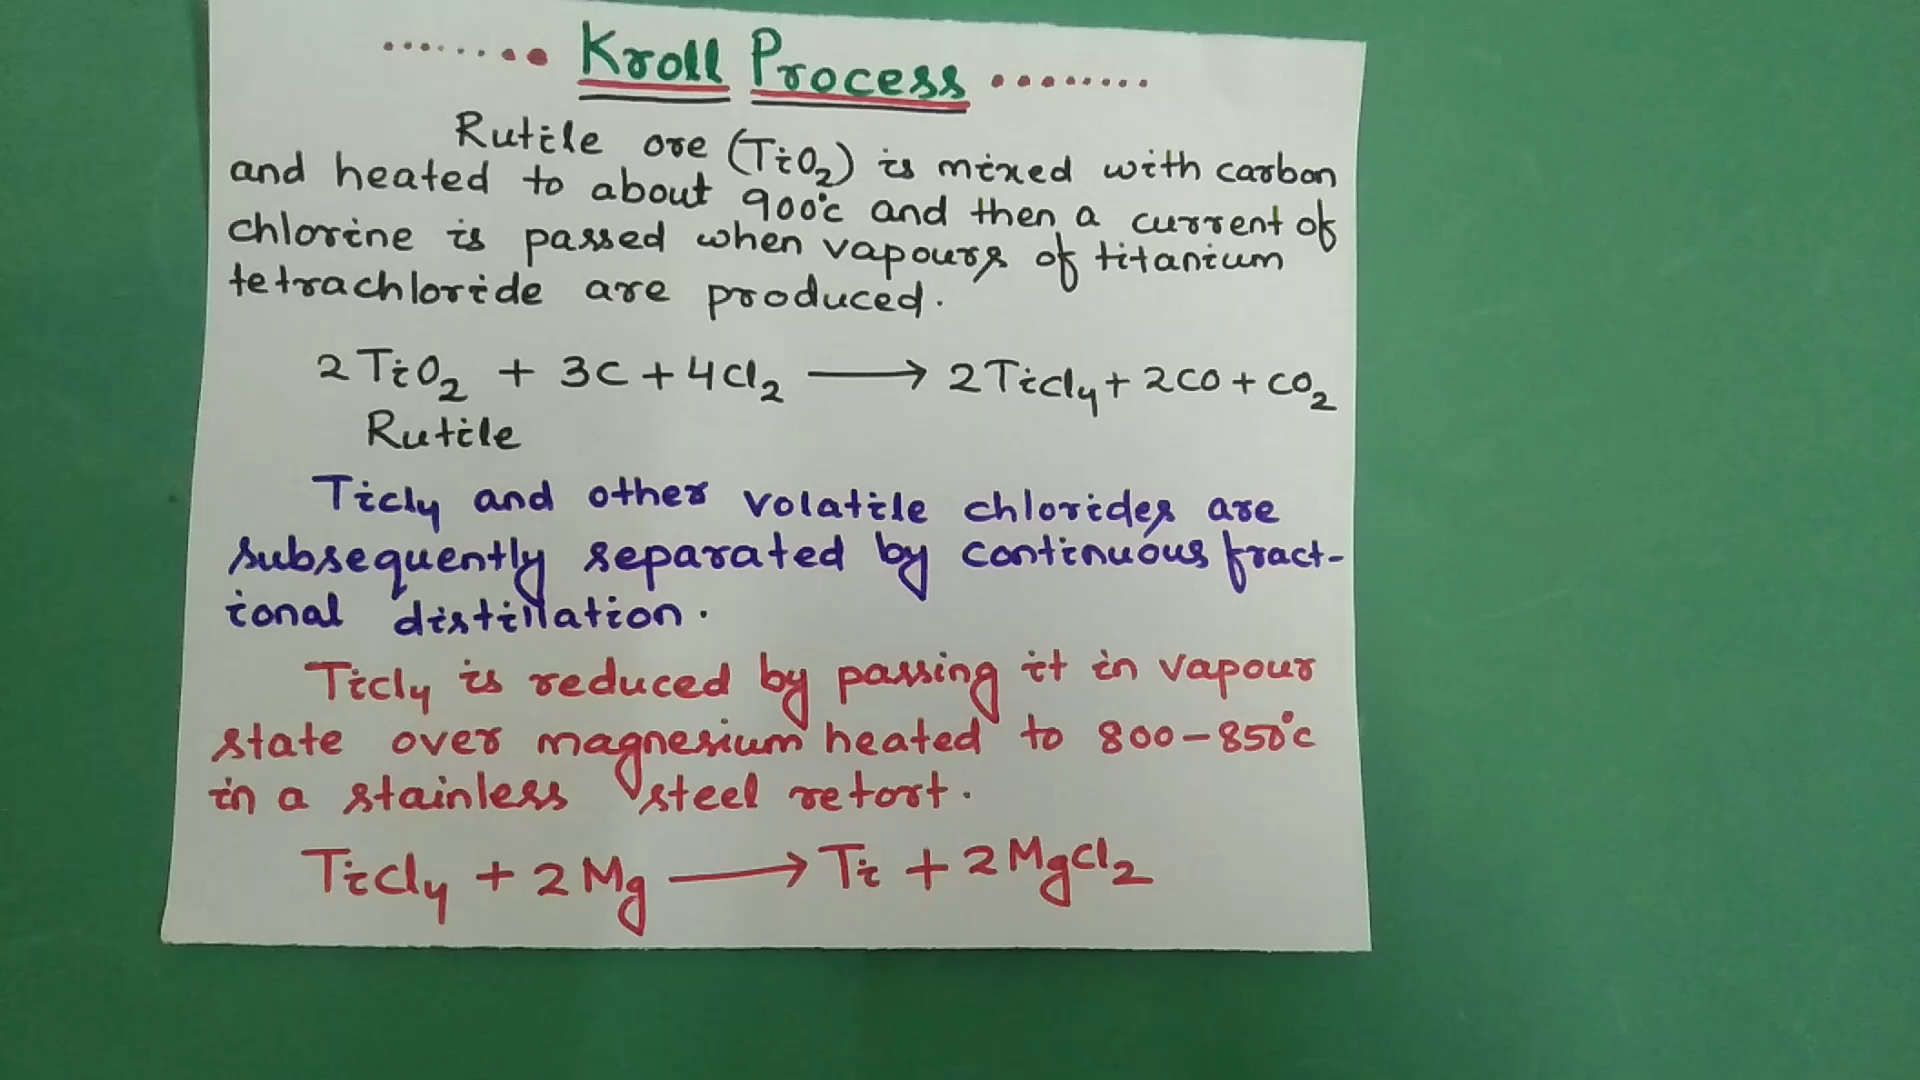 Kroll Process
Rutile ore (TiO₂) is mixed with carbon
and heated to about 900°c and then a current of
chlorine is passed when vapours of titanium
tetrachloride are produced.
2TiO₂ + 3C + 4Cl₂ ⟶ 2TiCl₄ + 2CO + CO₂
Rutile
TiCl₄ and other volatile chlorides are
subsequently separated by continuous fract-
ional distillation.
TiCl₄ is reduced by passing it in vapour
state over magnesium heated to 800-850°c
in a stainless steel retort.
TiCl₄ + 2Mg ⟶ Ti + 2MgCl₂